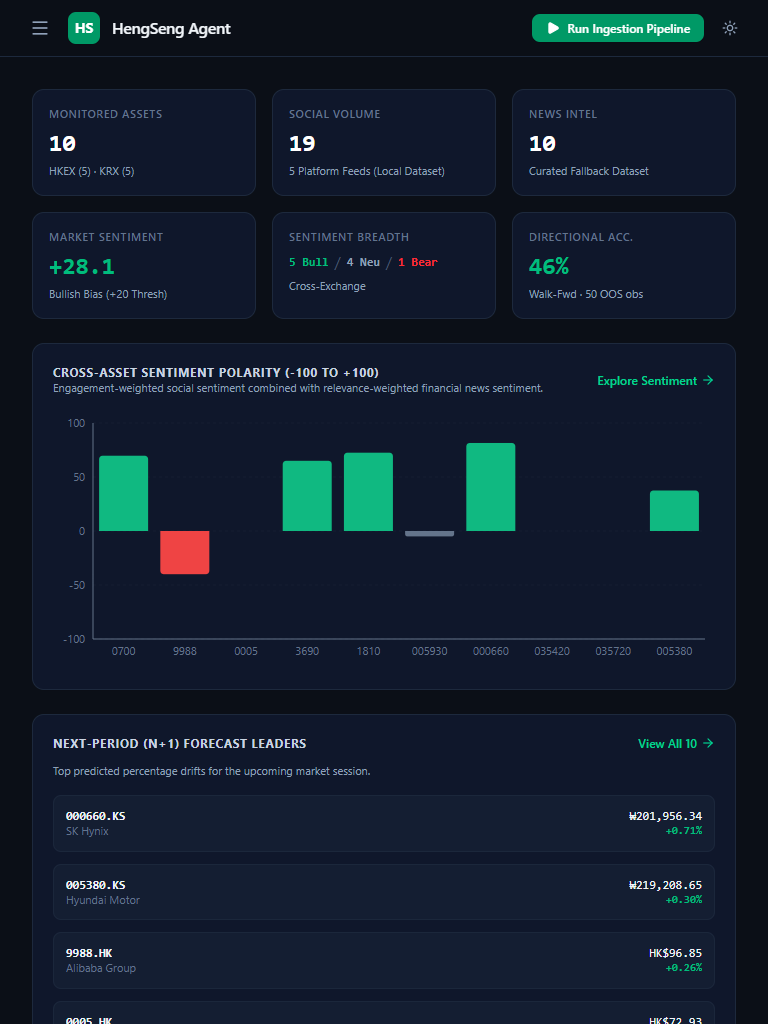 HS HengSeng Agent
Run Ingestion Pipeline
MONITORED ASSETS
10
HKEX (5) · KRX (5)
SOCIAL VOLUME
19
5 Platform Feeds (Local Dataset)
NEWS INTEL
10
Curated Fallback Dataset
MARKET SENTIMENT
+28.1
Bullish Bias (+20 Thresh)
SENTIMENT BREADTH
5 Bull / 4 Neu / 1 Bear
Cross-Exchange
DIRECTIONAL ACC.
46%
Walk-Fwd · 50 OOS obs
CROSS-ASSET SENTIMENT POLARITY (-100 TO +100)
Engagement-weighted social sentiment combined with relevance-weighted financial news sentiment.
Explore Sentiment →
100
50
0
-50
-100
0700 9988 0005 3690 1810 005930 000660 035420 035720 005380
NEXT-PERIOD (N+1) FORECAST LEADERS
View All 10 →
Top predicted percentage drifts for the upcoming market session.
000660.KS
SK Hynix
₩201,956.34
+0.71%
005380.KS
Hyundai Motor
₩219,208.65
+0.30%
9988.HK
Alibaba Group
HK$96.85
+0.26%
0005.HK
HK$72.93